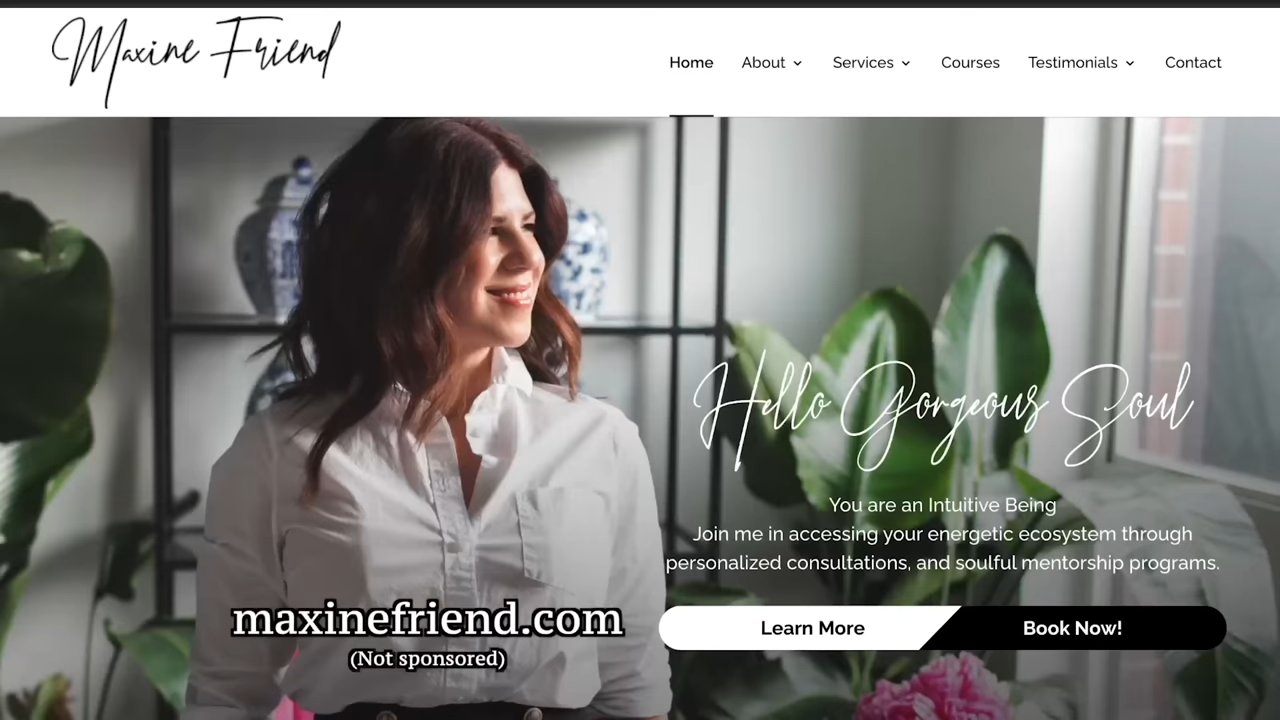 Maxine Friend
Home About Services Courses Testimonials Contact
Hello Gorgeous Soul
You are an Intuitive Being
Join me in accessing your energetic ecosystem through
personalized consultations, and soulful mentorship programs.
Learn More Book Now!
maxinefriend.com
(Not sponsored)